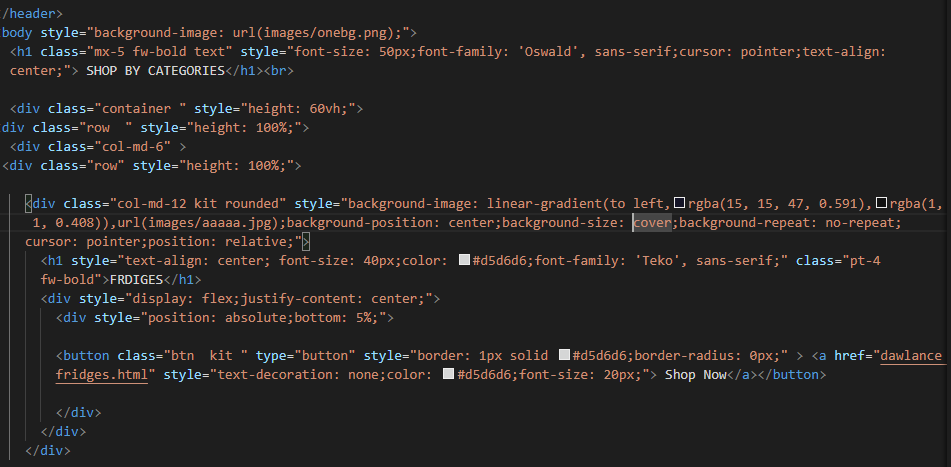 /header>
body style="background-image: url(images/onebg.png);">
<h1 class="mx-5 fw-bold text" style="font-size: 50px;font-family: 'Oswald', sans-serif;cursor: pointer;text-align:
center;"> SHOP BY CATEGORIES</h1><br>
<div class="container " style="height: 60vh;">
div class="row  " style="height: 100%;">
<div class="col-md-6" >
<div class="row" style="height: 100%;">
<div class="col-md-12 kit rounded" style="background-image: linear-gradient(to left,rgba(15, 15, 47, 0.591),rgba(1,
1, 0.408)),url(images/aaaaa.jpg);background-position: center;background-size: cover;background-repeat: no-repeat;
cursor: pointer;position: relative;">
<h1 style="text-align: center; font-size: 40px;color: #d5d6d6;font-family: 'Teko', sans-serif;" class="pt-4
fw-bold">FRDIGES</h1>
<div style="display: flex;justify-content: center;">
<div style="position: absolute;bottom: 5%;">
<button class="btn  kit " type="button" style="border: 1px solid #d5d6d6;border-radius: 0px;" > <a href="dawlance
fridges.html" style="text-decoration: none;color: #d5d6d6;font-size: 20px;"> Shop Now</a></button>
</div>
</div>
</div>